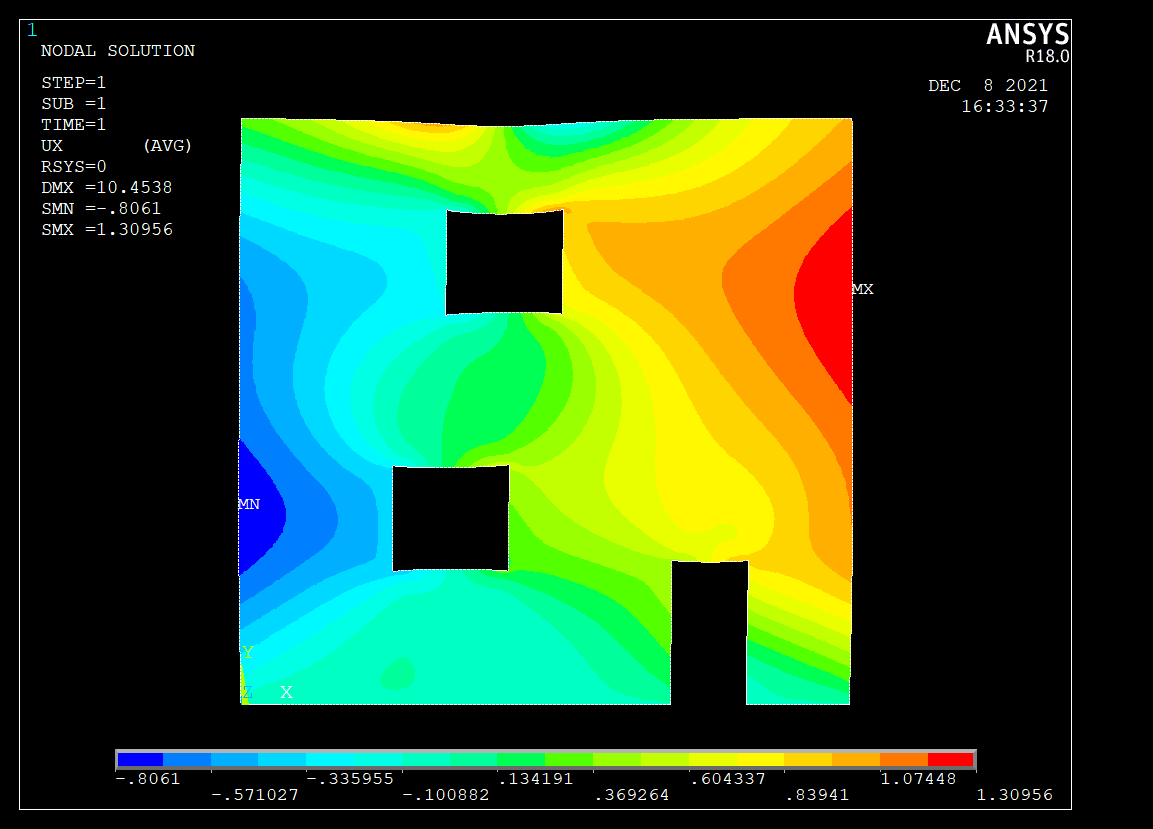 1
ANSYS
R18.0
NODAL SOLUTION
STEP=1
SUB =1
TIME=1
UX (AVG)
RSYS=0
DMX =10.4538
SMN =-.8061
SMX =1.30956
DEC 8 2021
16:33:37
MX
MN
Y
Z X
-.8061 -.335955 .134191 .604337 1.07448
-.571027 -.100882 .369264 .83941 1.30956